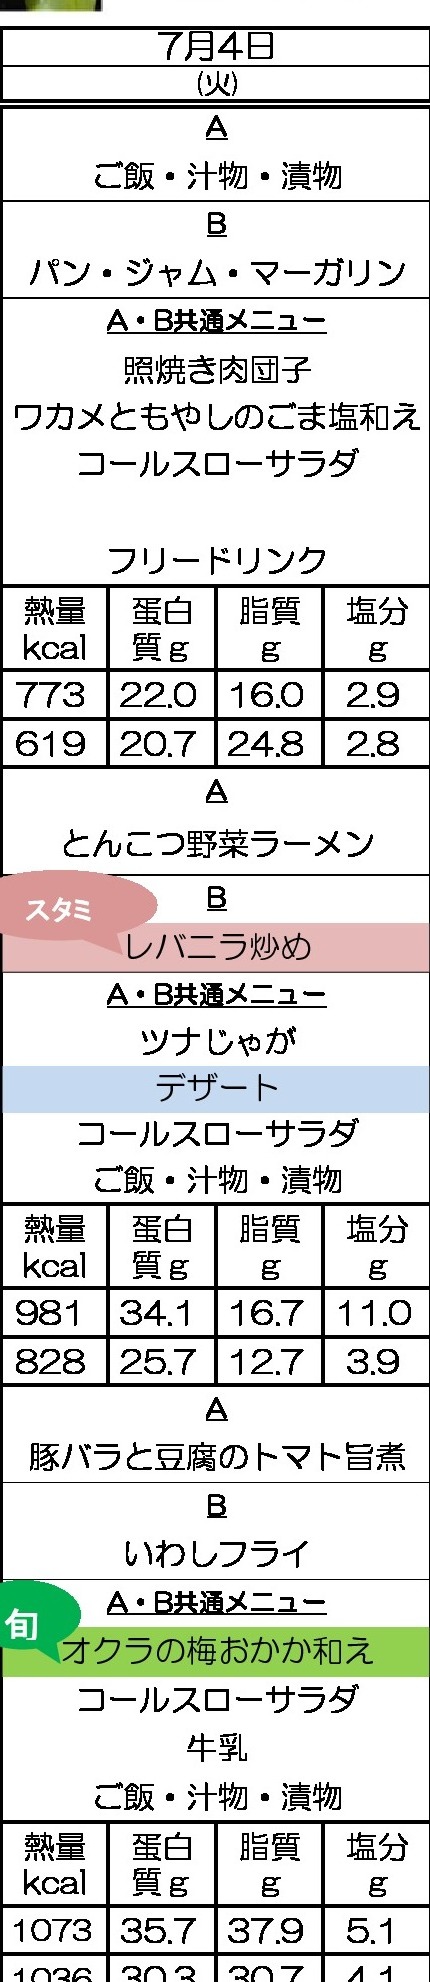 7月4日
(火)
A
ご飯・汁物・漬物
B
パン・ジャム・マーガリン
A・B共通メニュー
照焼き肉団子
ワカメともやしのごま塩和え
コールスローサラダ
フリードリンク
熱量 蛋白 脂質 塩分
kcal 質g g g
773 22.0 16.0 2.9
619 20.7 24.8 2.8
A
とんこつ野菜ラーメン
スタミ B
レバニラ炒め
A・B共通メニュー
ツナじゃが
デザート
コールスローサラダ
ご飯・汁物・漬物
熱量 蛋白 脂質 塩分
kcal 質g g g
981 34.1 16.7 11.0
828 25.7 12.7 3.9
A
豚バラと豆腐のトマト旨煮
B
いわしフライ
A・B共通メニュー
旬
オクラの梅おかか和え
コールスローサラダ
牛乳
ご飯・汁物・漬物
熱量 蛋白 脂質 塩分
kcal 質g g g
1073 35.7 37.9 5.1
1036 30.3 30.7 4.1